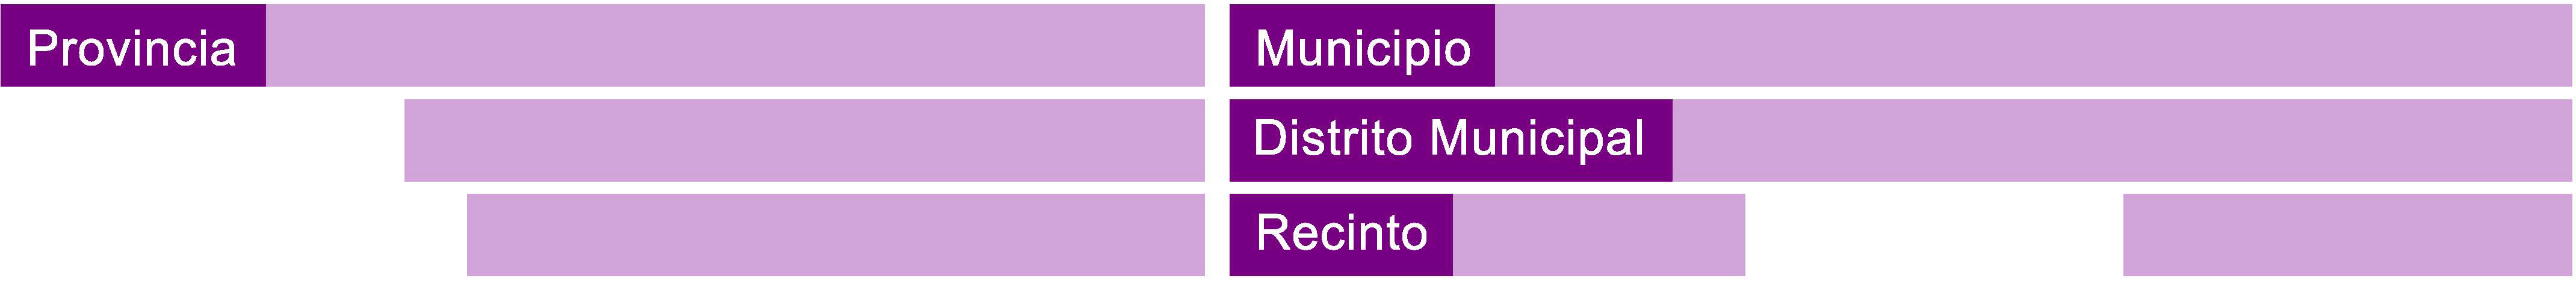 Provincia
Municipio
Distrito Municipal
Recinto